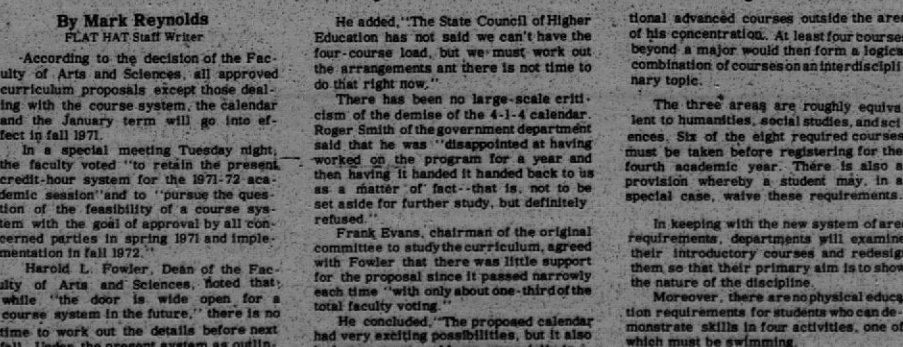 By Mark Reynolds
FLAT HAT Staff Writer
According to the decision of the Fac-
ulty of Arts and Sciences, all approved
curriculum proposals except those deal-
ing with the course system, the calendar
and the January term will go into ef-
fect in fall 1971.
In a special meeting Tuesday night,
the faculty voted "to retain the present
credit-hour system for the 1971-72 aca-
demic session" and to "pursue the ques-
tion of the feasibility of a course sys-
tem with the goal of approval by all con-
cerned parties in spring 1971 and imple-
mentation in fall 1972."
Harold L. Fowler, Dean of the Fac-
ulty of Arts and Sciences, noted that
while "the door is wide open for a
course system in the future," there is no
time to work out the details before next
fall. Under the present system as outlin-
He added, "The State Council of Higher
Education has not said we can't have the
four-course load, but we must work out
the arrangements ant there is not time to
do that right now."
There has been no large-scale criti-
cism of the demise of the 4-1-4 calendar.
Roger Smith of the government department
said that he was "disappointed at having
worked on the program for a year and
then having it handed it handed back to us
as a matter of fact--that is, not to be
set aside for further study, but definitely
refused."
Frank Evans, chairman of the original
committee to study the curriculum, agreed
with Fowler that there was little support
for the proposal since it passed narrowly
each time "with only about one-third of the
total faculty voting."
He concluded, "The proposed calendar
had very exciting possibilities, but it also
tional advanced courses outside the area
of his concentration. At least four courses
beyond a major would then form a logica
combination of courses on an interdiscipli
nary topic.
The three areas are roughly equiva
lent to humanities, social studies, and sci
ences. Six of the eight required courses
must be taken before registering for the
fourth academic year. There is also a
provision whereby a student may, in a
special case, waive these requirements.
In keeping with the new system of area
requirements, departments will examine
their introductory courses and redesig
them so that their primary aim is to show
the nature of the discipline.
Moreover, there are no physical educa
tion requirements for students who can de-
monstrate skills in four activities, one of
which must be swimming.